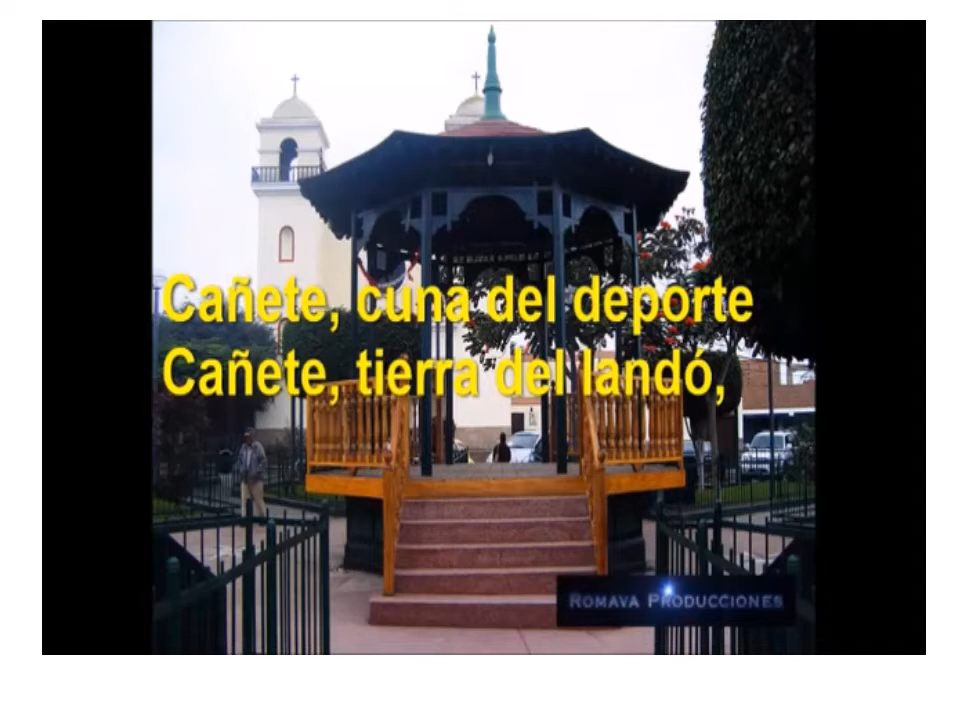 Cañete, cuna del deporte
Cañete, tierra del landó,
ROMAVA PRODUCCIONES